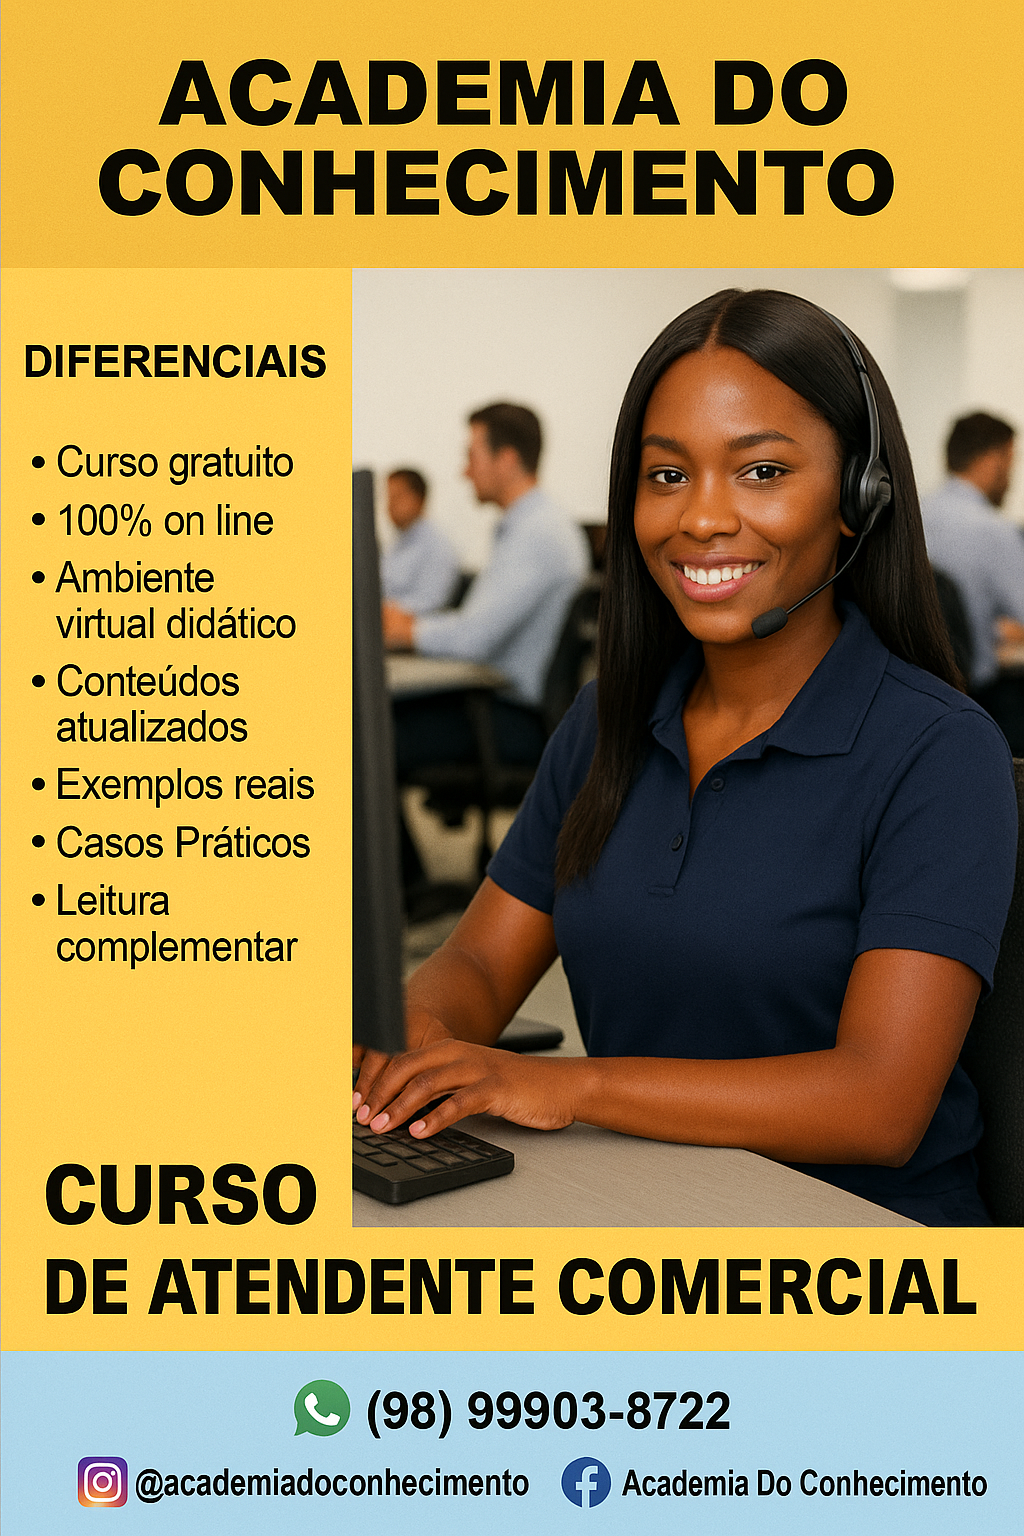 ACADEMIA DO
CONHECIMENTO
DIFERENCIAIS
• Curso gratuito
• 100% on line
• Ambiente
virtual didático
• Conteúdos
atualizados
• Exemplos reais
• Casos Práticos
• Leitura
complementar
CURSO
DE ATENDENTE COMERCIAL
(98) 99903-8722
@academiadoconhecimento
Academia Do Conhecimento